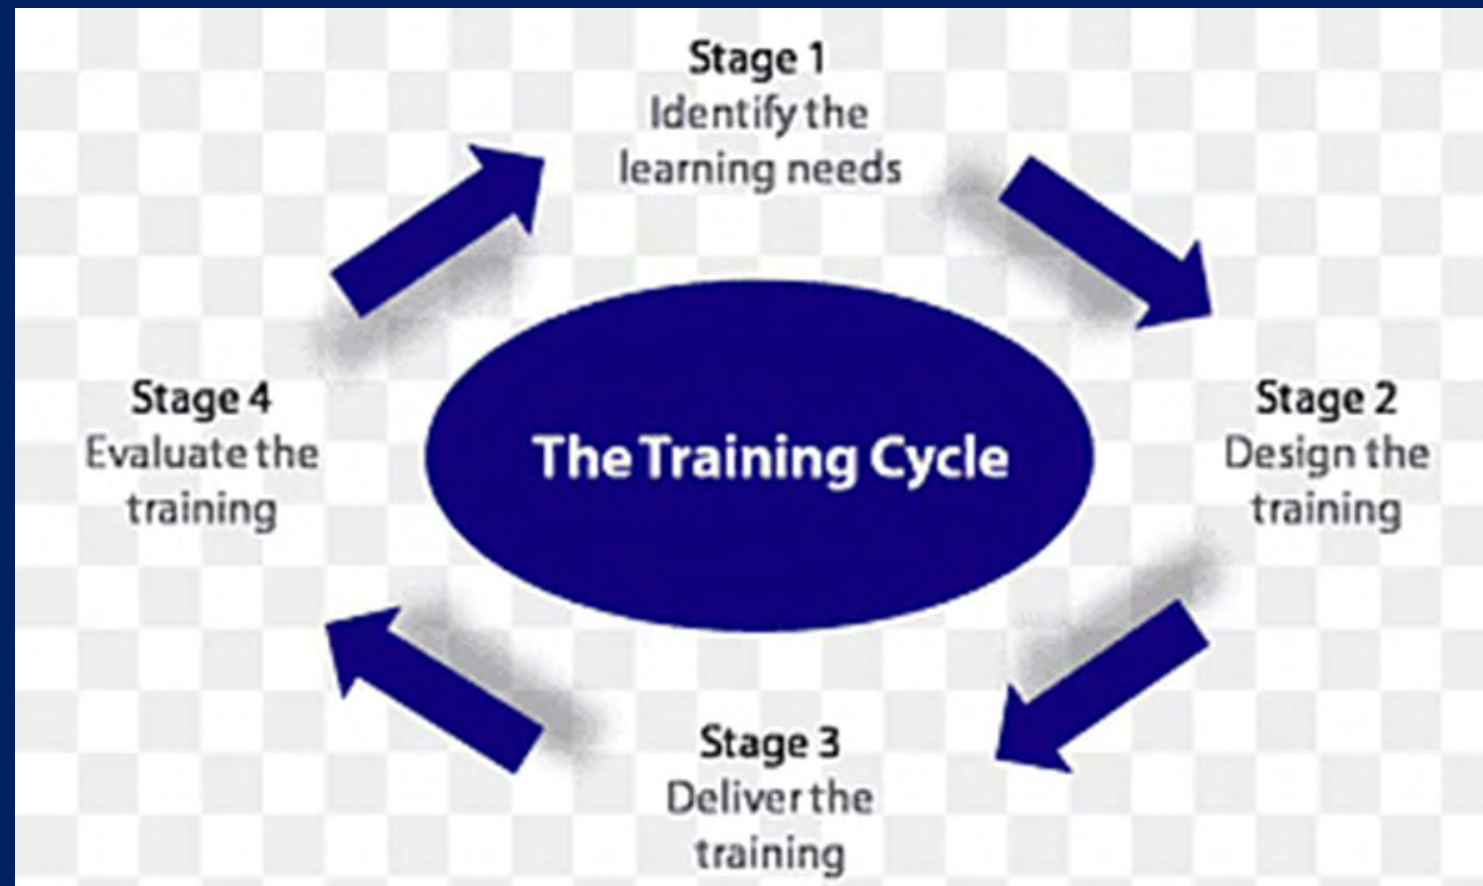 Stage 1
Identify the
learning needs
Stage 2
Design the
training
Stage 3
Deliver the
training
Stage 4
Evaluate the
training
The Training Cycle